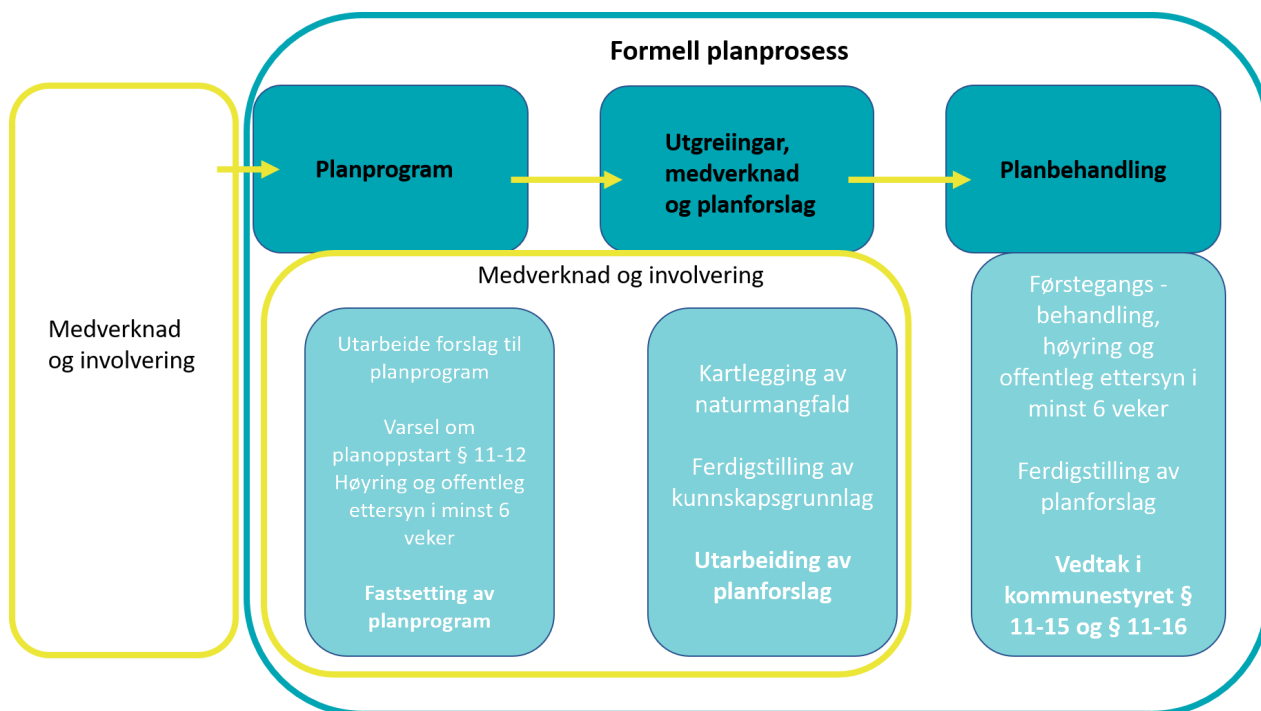 Formell planprosess
Medverknad
og involvering
Planprogram
Utgreiingar,
medverknad
og planforslag
Planbehandling
Medverknad og involvering
Utarbeide forslag til
planprogram
Varsel om
planoppstart § 11-12
Høyring og offentleg
ettersyn i minst 6
veker
Fastsetting av
planprogram
Kartlegging av
naturmangfald
Ferdigstilling av
kunnskapsgrunnlag
Utarbeiding av
planforslag
Førstegangs -
behandling,
høyring og
offentleg ettersyn i
minst 6 veker
Ferdigstilling av
planforslag
Vedtak i
kommunestyret §
11-15 og § 11-16